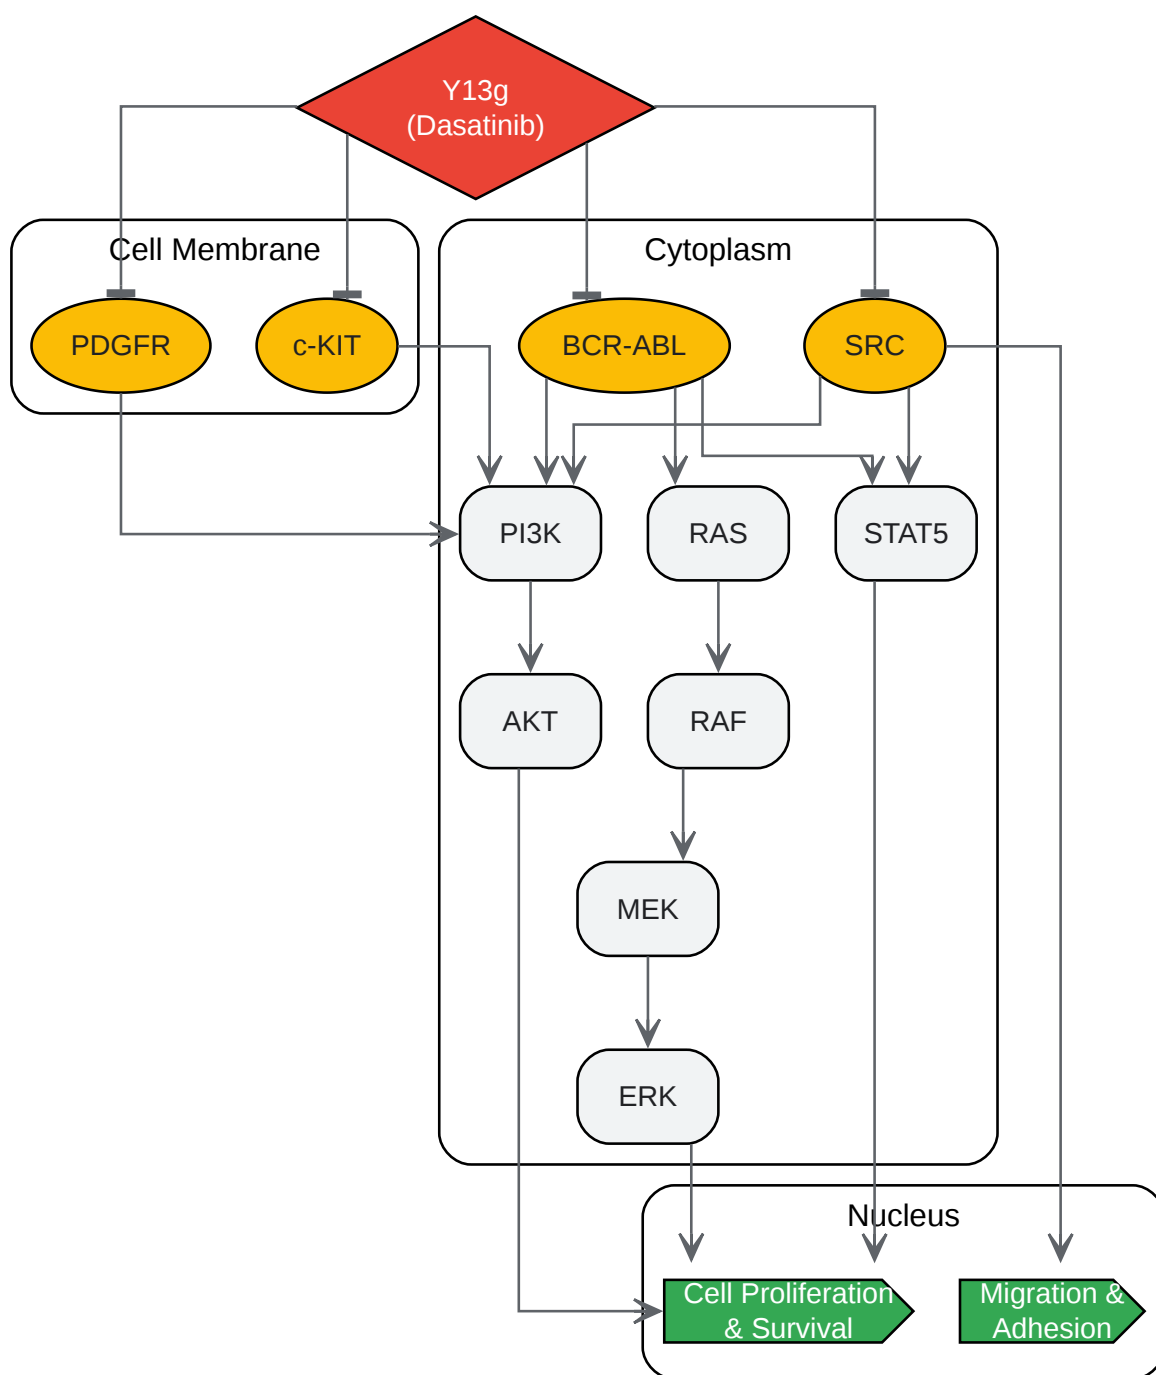 Y13g
(Dasatinib)
Cell Membrane
Cytoplasm
PDGFR
c-KIT
BCR-ABL
SRC
PI3K
RAS
STAT5
AKT
RAF
MEK
ERK
Nucleus
Cell Proliferation
& Survival
Migration &
Adhesion